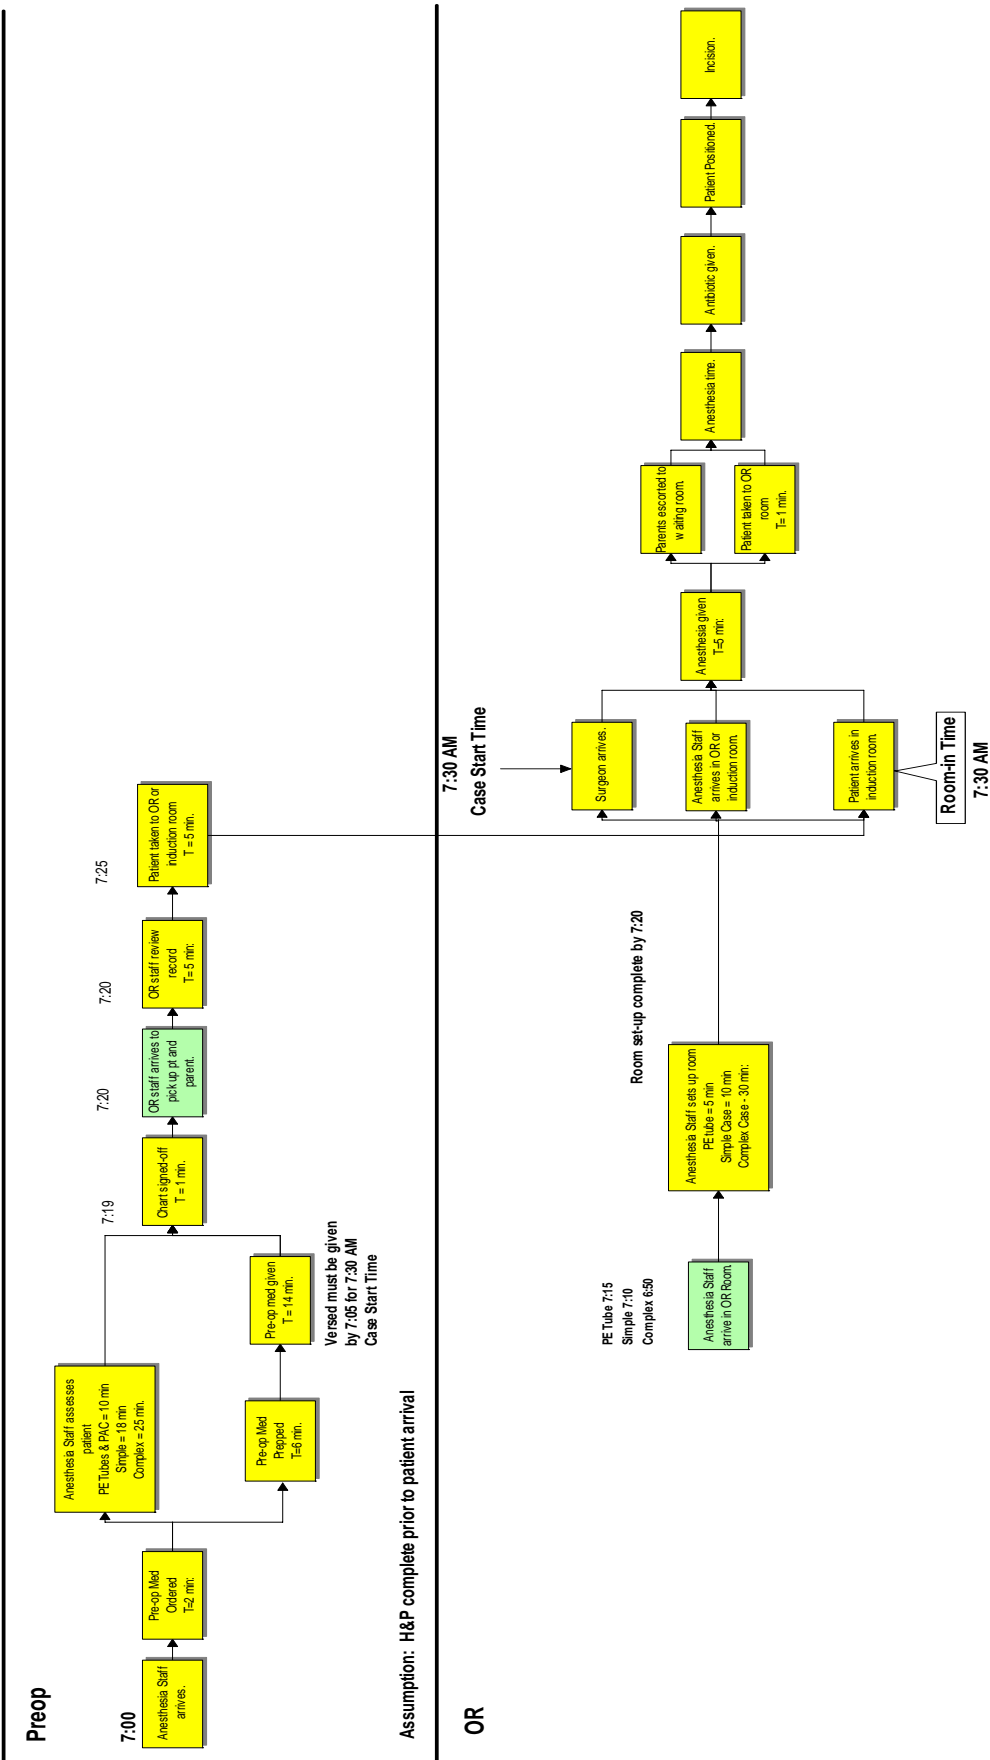 Preop
7:00
Anesthesia Staff
arrives.
Pre-op Med
Ordered
T=2 min:
Anesthesia Staff assesses
patient
PE Tubes & PAC = 10 min
Simple = 18 min
Complex = 25 min.
Pre-op Med
Prepped
T=6 min.
Pre-op med given
T = 14 min.
Versed must be given
by 7:05 for 7:30 AM
Case Start Time
7:19
Chart signed-off
T = 1 min.
7:20
OR staff arrives to
pick up pt and
parent.
7:20
OR staff review
record
T= 5 min:
7:25
Patient taken to OR or
induction room
T = 5 min.
Assumption: H&P complete prior to patient arrival
OR
PE Tube 7:15
Simple 7:10
Complex 6:50
Anesthesia Staff
arrive in OR Room.
Anesthesia Staff sets up room
PE tube = 5 min
Simple Case = 10 min
Complex Case - 30 min:
Room set-up complete by 7:20
7:30 AM
Case Start Time
Surgeon arrives.
Anesthesia Staff
arrives in OR or
induction room.
Patient arrives in
induction room.
Room-in Time
7:30 AM
Anesthesia given
T=5 min:
Parents escorted to
waiting room.
Patient taken to OR
room
T= 1 min.
Anesthesia time.
Antibiotic given.
Patient Positioned.
Incision.